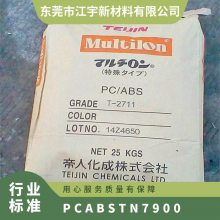 东莞市江宇新材料有限公司
TEIJIN
Multilon
マルチロン®
(特殊タイプ)
PC/ABS
GRADE T-2711
COLOR
LOT NO. 14Z4650
NET 25 KGS
帝人化成株式会社
TEIJIN CHEMICALS LTD
行业标准
用心服务质量有保障
PCABSTN7900